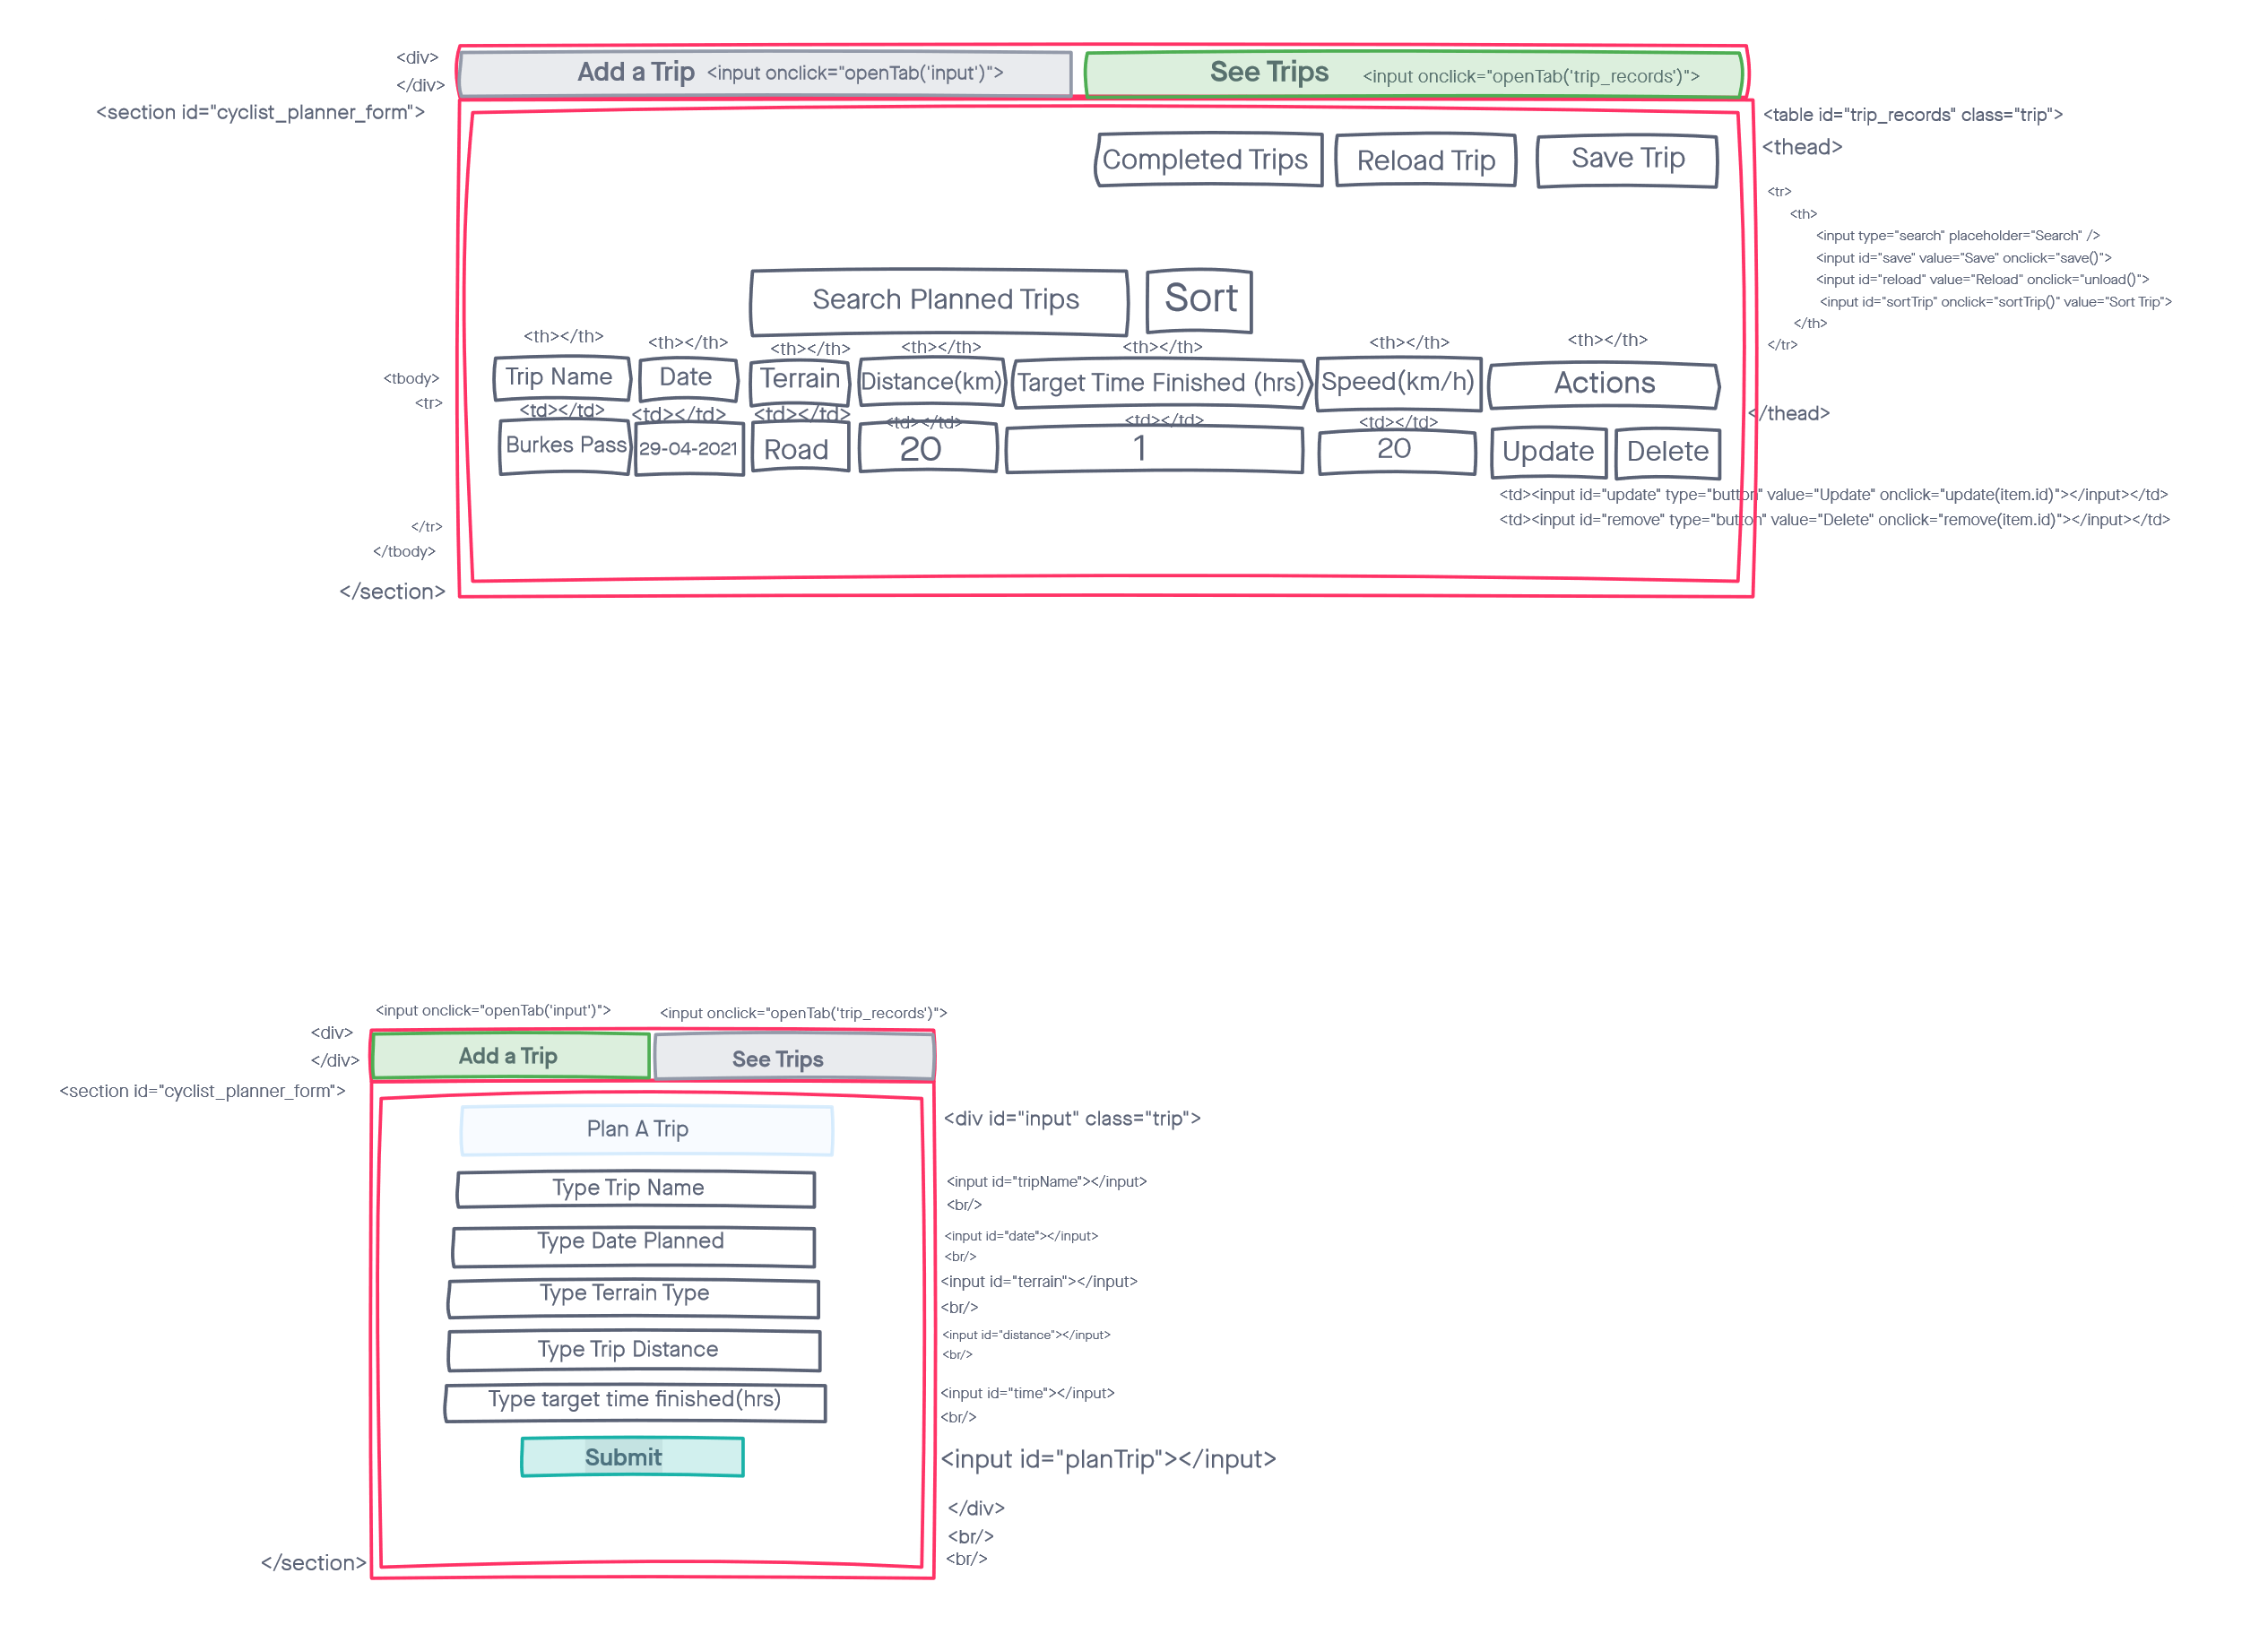 <div>
</div>
Add a Trip <input onclick="openTab('input')">
See Trips <input onclick="openTab('trip_records')">
<section id="cyclist_planner_form">
<table id="trip_records" class="trip">
<thead>
Completed Trips
Reload Trip
Save Trip
<tr>
<th>
<input type="search" placeholder="Search" />
<input id="save" value="Save" onclick="save()">
<input id="reload" value="Reload" onclick="unload()">
<input id="sortTrip" onclick="sortTrip()" value="Sort Trip">
</th>
</tr>
Search Planned Trips
Sort
<th></th>
<th></th>
<th></th>
<th></th>
<th></th>
<th></th>
<th></th>
<tbody>
<tr>
Trip Name
Date
Terrain
Distance(km)
Target Time Finished (hrs)
Speed(km/h)
Actions
</thead>
<td></td>
<td></td>
<td></td>
<td></td>
<td></td>
<td></td>
Burkes Pass
29-04-2021
Road
20
1
20
Update
Delete
<td><input id="update" type="button" value="Update" onclick="update(item.id)"></input></td>
<td><input id="remove" type="button" value="Delete" onclick="remove(item.id)"></input></td>
</tr>
</tbody>
</section>
<input onclick="openTab('input')">
<input onclick="openTab('trip_records')">
<div>
</div>
Add a Trip
See Trips
<section id="cyclist_planner_form">
<div id="input" class="trip">
Plan A Trip
Type Trip Name
<input id="tripName"></input>
<br/>
Type Date Planned
<input id="date"></input>
<br/>
Type Terrain Type
<input id="terrain"></input>
<br/>
Type Trip Distance
<input id="distance"></input>
<br/>
Type target time finished(hrs)
<input id="time"></input>
<br/>
Submit
<input id="planTrip"></input>
</div>
<br/>
<br/>
</section>